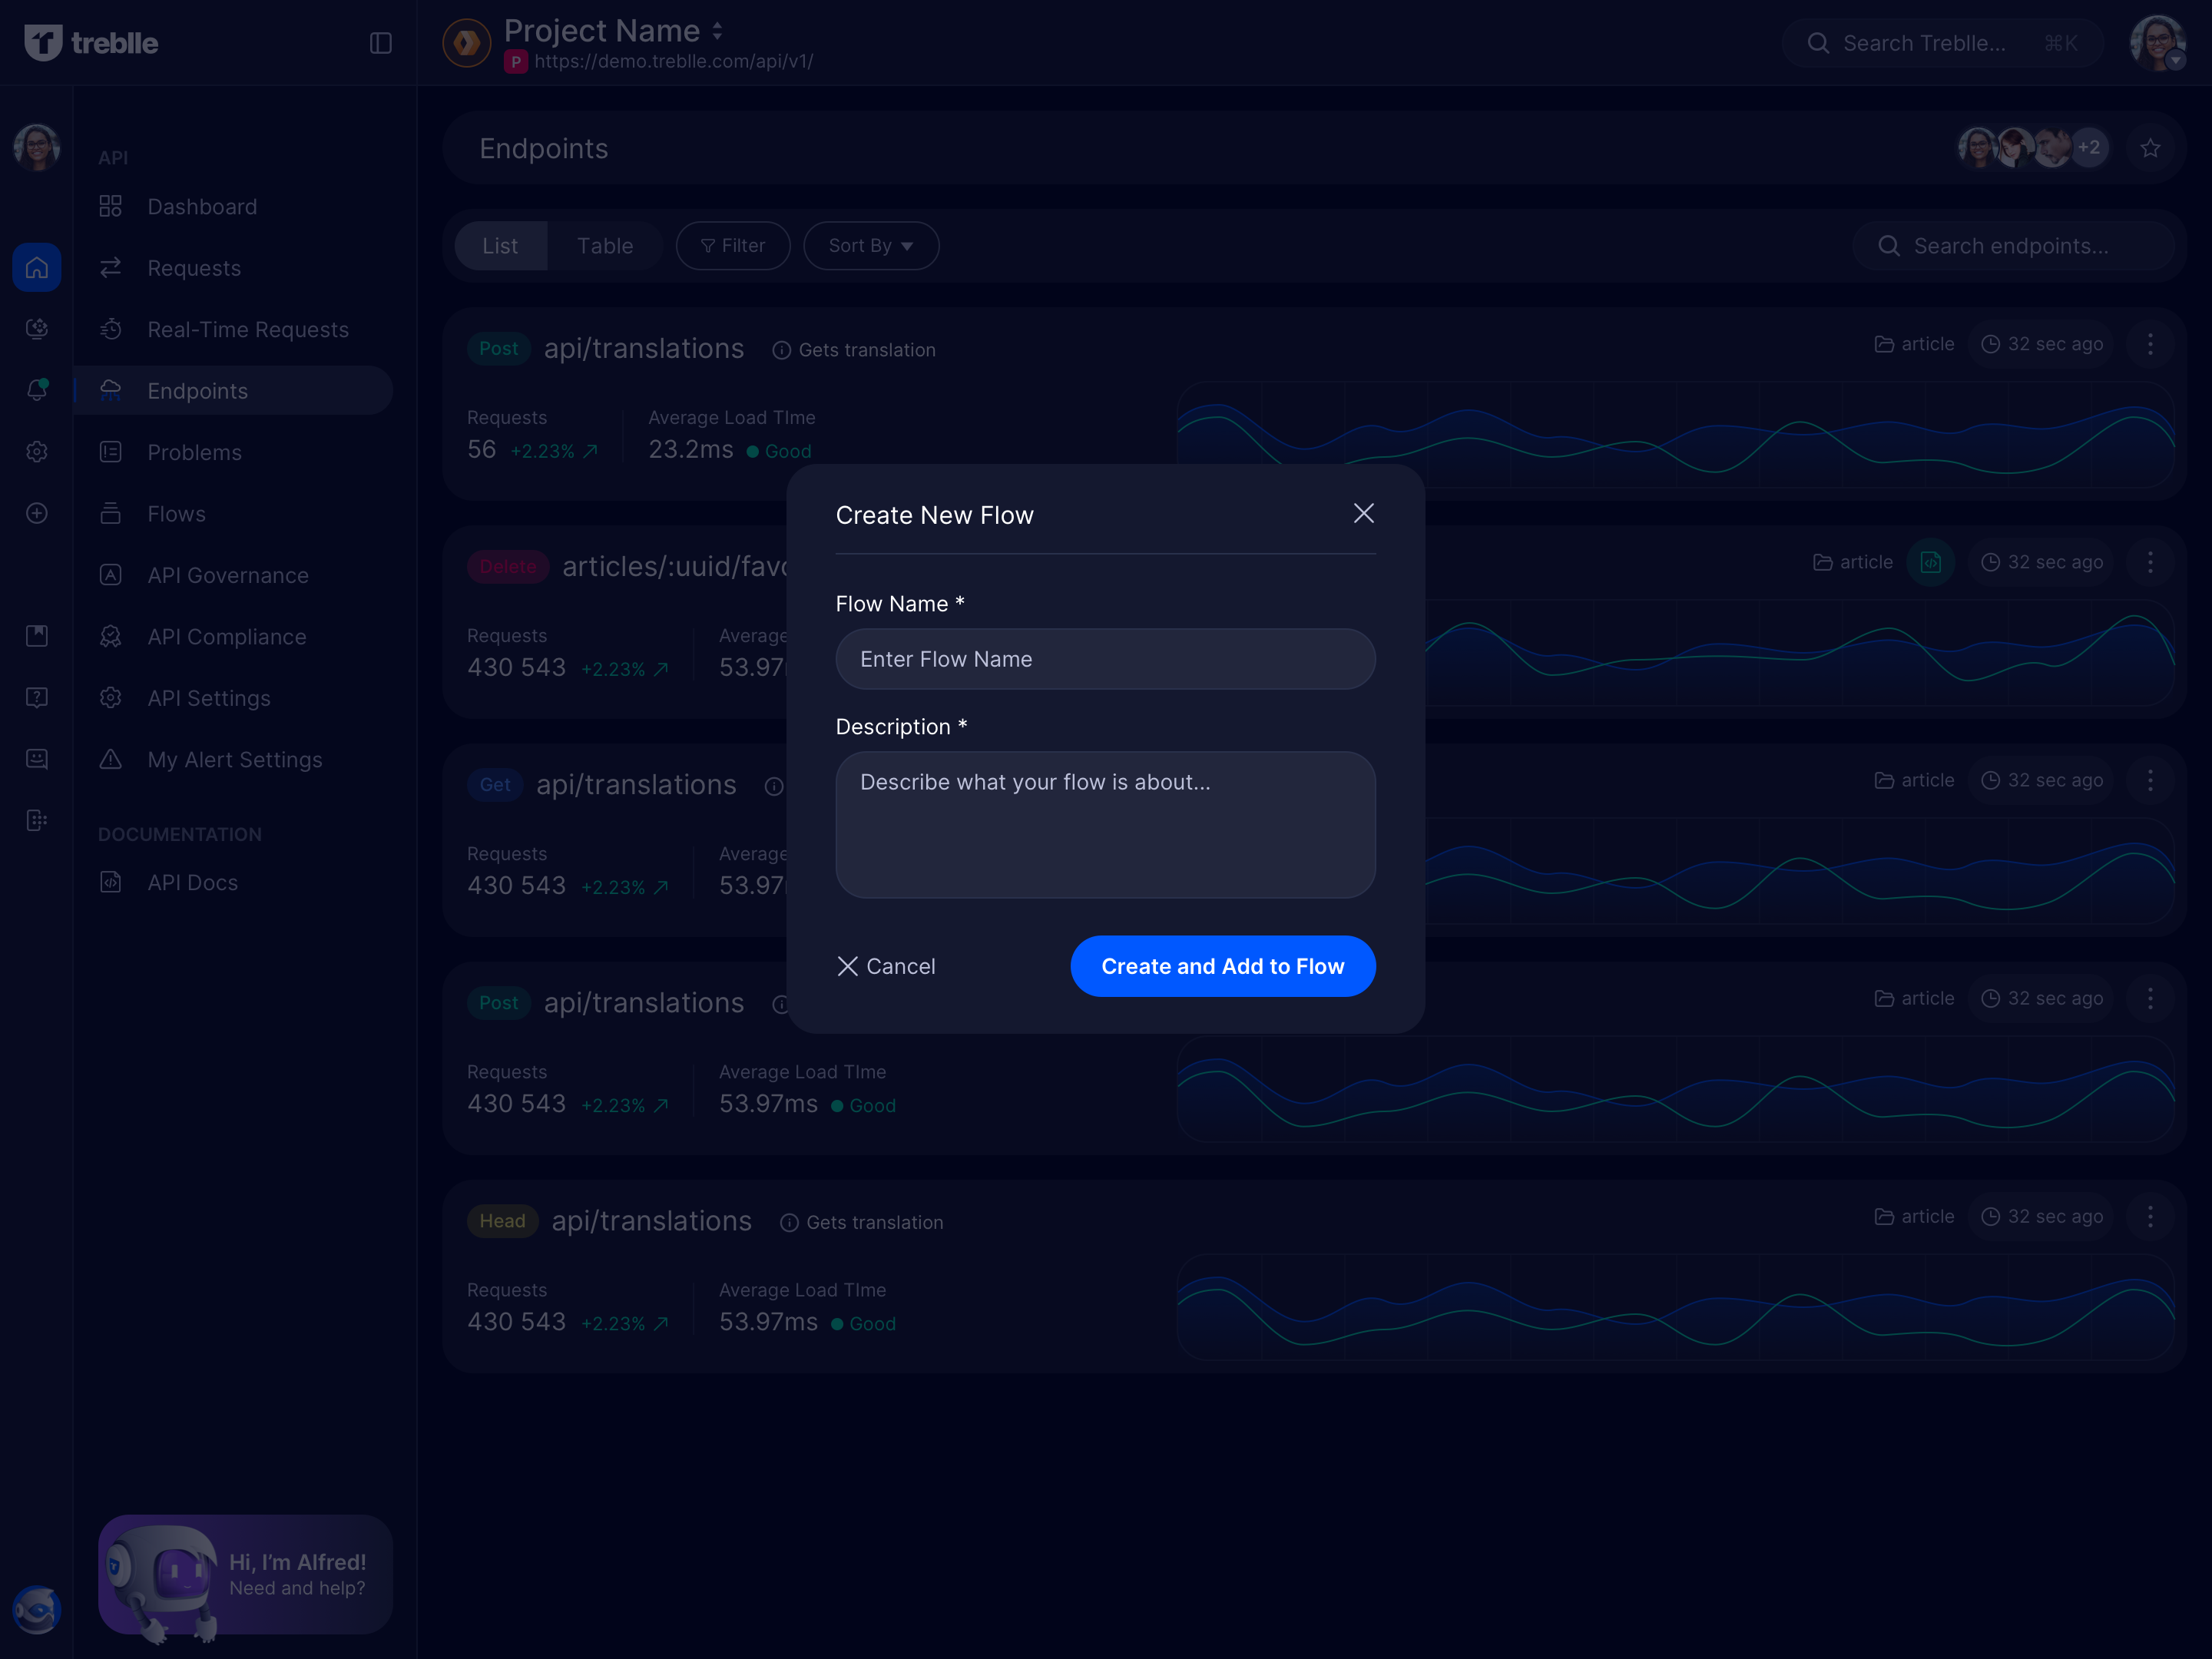 treblle
Project Name
P https://demo.treblle.com/api/v1/
Search Treblle... ⌘K
API
Dashboard
Requests
Real-Time Requests
Endpoints
Problems
Flows
API Governance
API Compliance
API Settings
My Alert Settings
DOCUMENTATION
API Docs
Hi, I'm Alfred!
Need and help?
Endpoints
+2
List Table Filter Sort By
Search endpoints...
Post api/translations Gets translation
article 32 sec ago
Requests Average Load TIme
56 +2.23% 23.2ms Good
Delete articles/:uuid/favo
article 32 sec ago
Requests Average
430 543 +2.23% 53.97
Get api/translations
article 32 sec ago
Requests Average
430 543 +2.23% 53.97
Post api/translations
article 32 sec ago
Requests Average Load TIme
430 543 +2.23% 53.97ms Good
Head api/translations Gets translation
article 32 sec ago
Requests Average Load TIme
430 543 +2.23% 53.97ms Good
Create New Flow
Flow Name *
Enter Flow Name
Description *
Describe what your flow is about...
Cancel
Create and Add to Flow